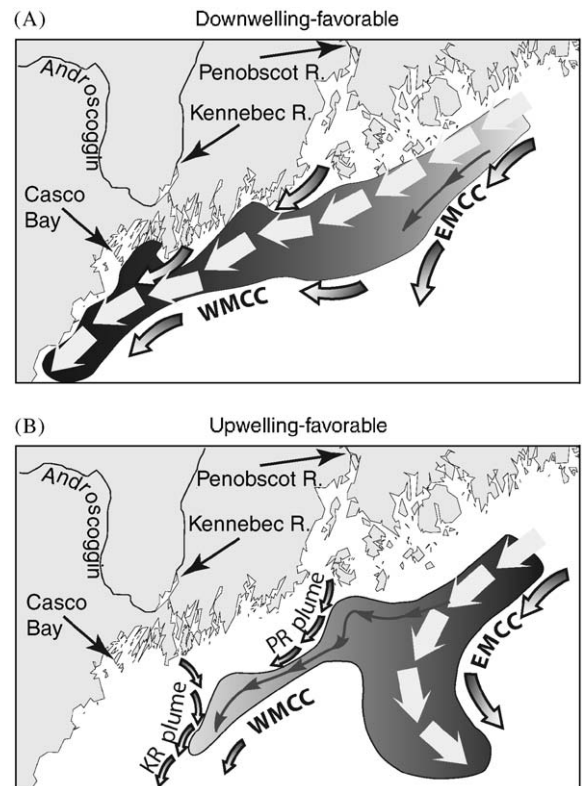 (A) Downwelling-favorable
Androscoggin
Penobscot R.
Kennebec R.
Casco
Bay
EMCC
WMCC
(B) Upwelling-favorable
Androscoggin
Penobscot R.
Kennebec R.
Casco
Bay
PR plume
EMCC
KR plume
WMCC